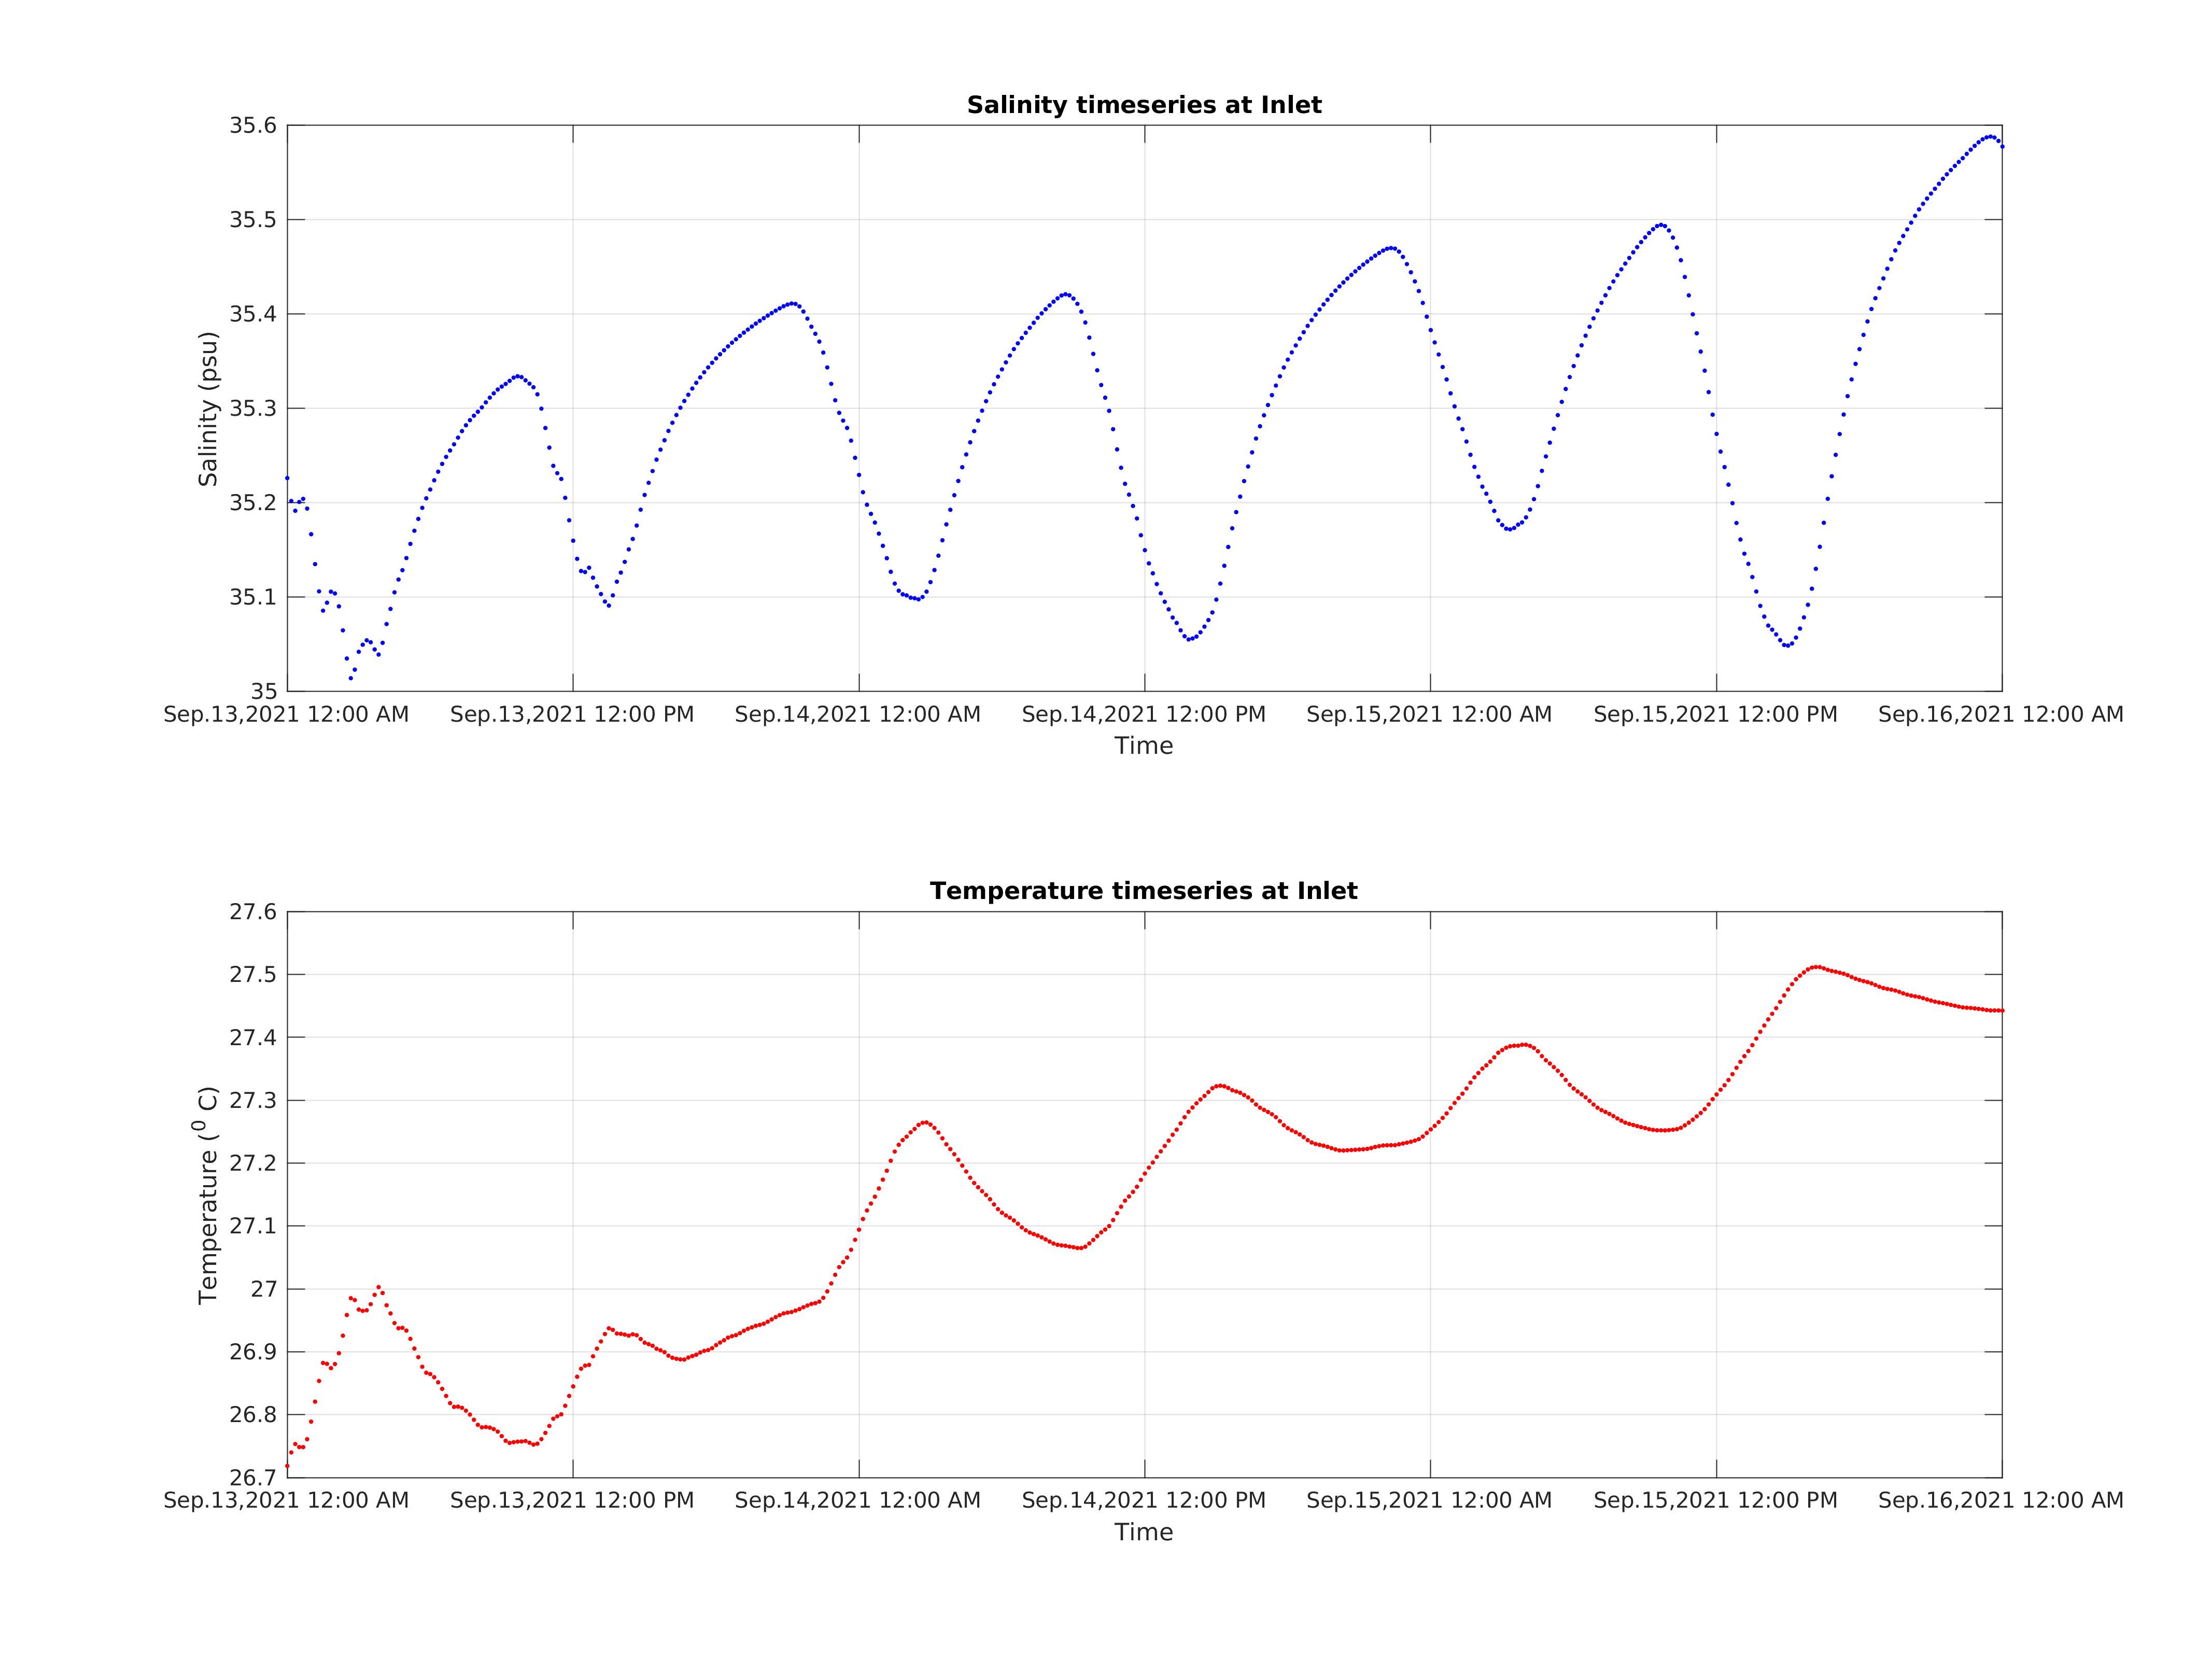 Salinity timeseries at Inlet
35.6
35.5
35.4
35.3
35.2
35.1
35
Salinity (psu)
Sep.13,2021 12:00 AM Sep.13,2021 12:00 PM Sep.14,2021 12:00 AM Sep.14,2021 12:00 PM Sep.15,2021 12:00 AM Sep.15,2021 12:00 PM Sep.16,2021 12:00 AM
Time
Temperature timeseries at Inlet
27.6
27.5
27.4
27.3
27.2
27.1
27
26.9
26.8
26.7
Temperature (⁰ C)
Sep.13,2021 12:00 AM Sep.13,2021 12:00 PM Sep.14,2021 12:00 AM Sep.14,2021 12:00 PM Sep.15,2021 12:00 AM Sep.15,2021 12:00 PM Sep.16,2021 12:00 AM
Time